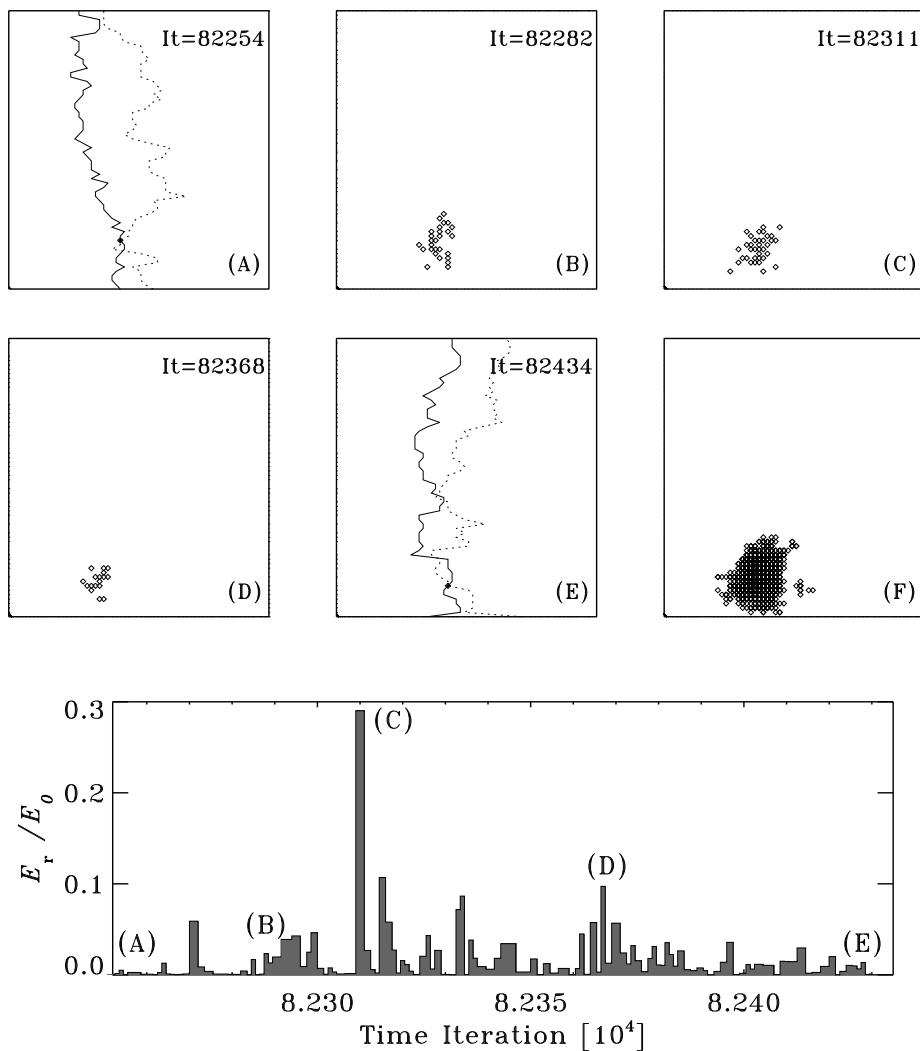 It=82254
(A)
It=82282
(B)
It=82311
(C)
It=82368
(D)
It=82434
(E)
(F)
0.3
0.2
0.1
0.0
E_r /E_0
(A)
(B)
(C)
(D)
(E)
8.230
8.235
8.240
Time Iteration [10^4]